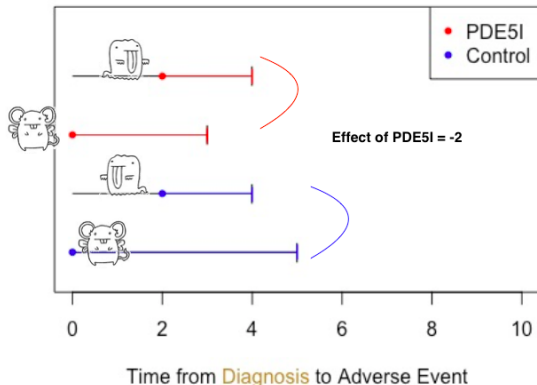 PDE5I
Control
Effect of PDE5I = -2
0 2 4 6 8 10
Time from Diagnosis to Adverse Event